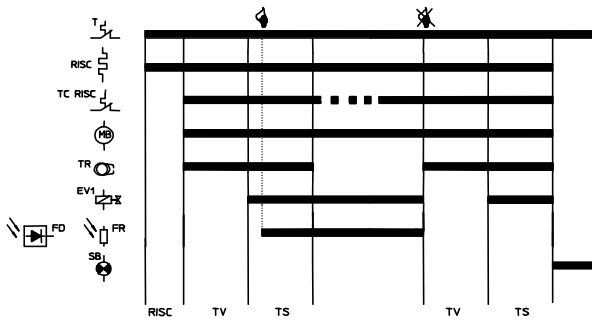 T
RISC
TC RISC
MB
TR
EV1
FD FR
SB
RISC TV TS TV TS